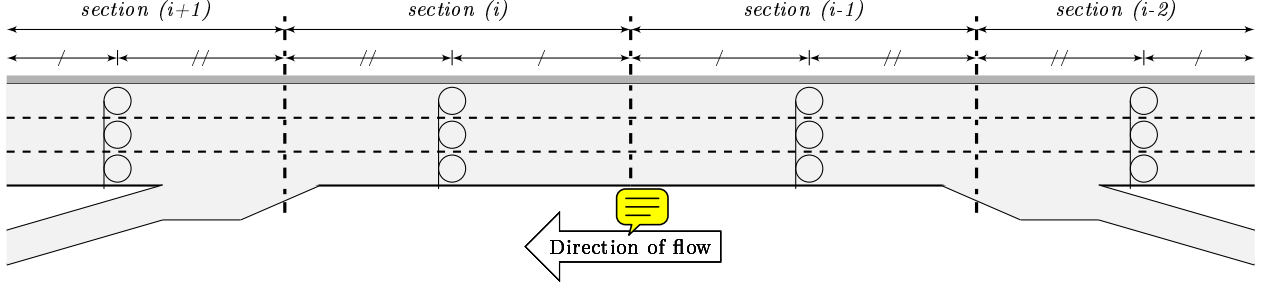 section (i+1)
section (i)
section (i-1)
section (i-2)
/
//
//
/
/
//
//
/
Direction of flow